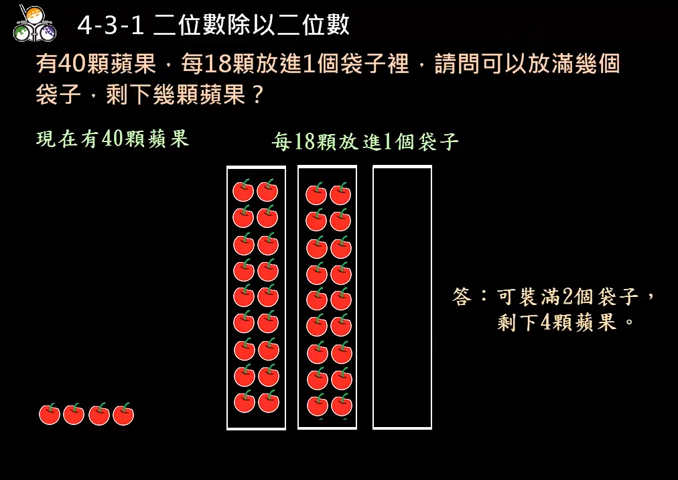 4-3-1 二位數除以二位數
有40顆蘋果，每18顆放進1個袋子裡，請問可以放滿幾個
袋子，剩下幾顆蘋果？
現在有40顆蘋果
每18顆放進1個袋子
答：可裝滿2個袋子，
剩下4顆蘋果。